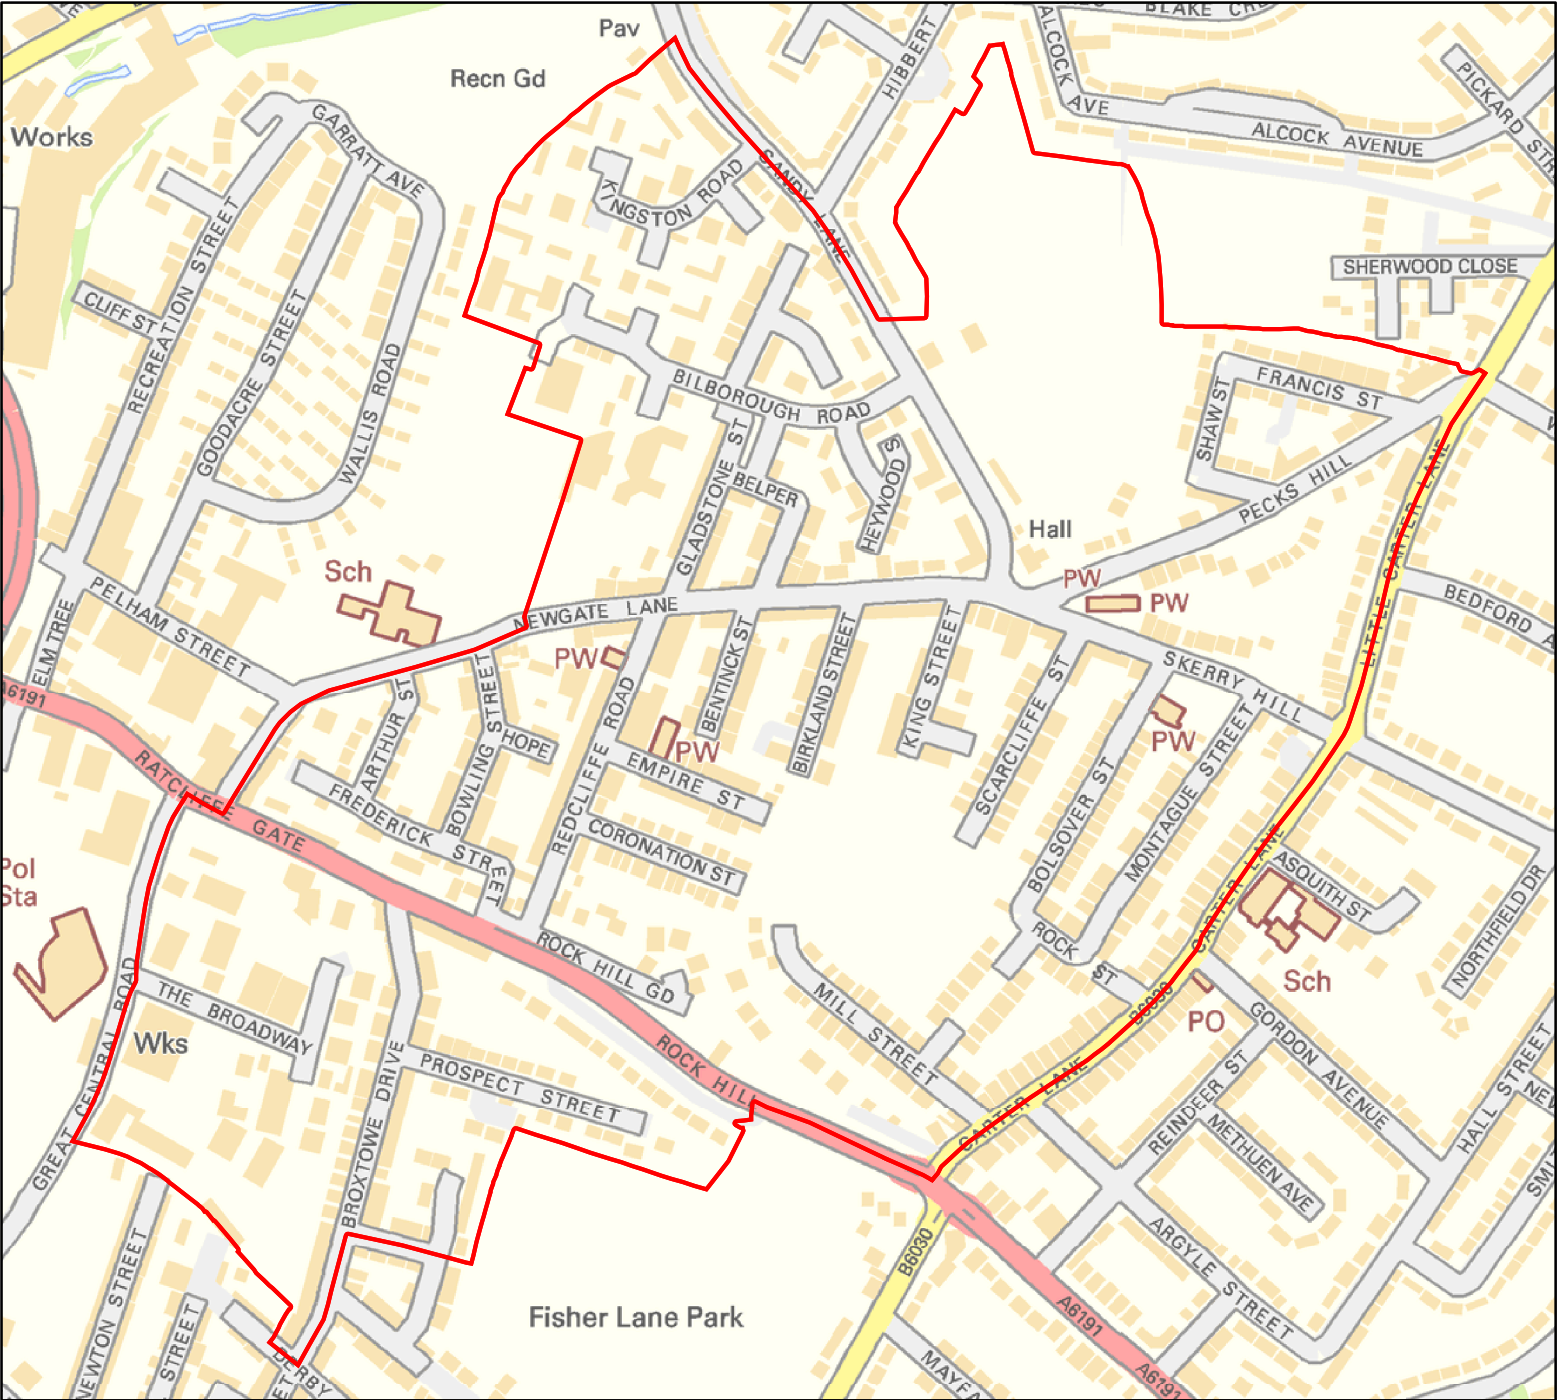 BLAKE CRE
Pav
HIBBERT
ALCOCK AVE
PICKARD STR
Recn Gd
Works
GARRATT AVE
ALCOCK AVENUE
SANDY LANE
KINGSTON ROAD
RECREATION STREET
CLIFF ST
GOODACRE STREET
WALLIS ROAD
SHERWOOD CLOSE
BILBOROUGH ROAD
FRANCIS ST
SHAW ST
GLADSTONE ST
BELPER
HEYWOOD S
PECKS HILL
LITTLE CARTER LANE
Hall
Sch
PELHAM STREET
ELM TREE
NEWGATE LANE
PW
PW
BEDFORD A
PW
BENTINCK ST
BIRKLAND STREET
KING STREET
SCARCLIFFE ST
SKERRY HILL
A6191
ARTHUR ST
BOWLING STREET
HOPE
REDCLIFFE ROAD
PW
PW
MONTAGUE STREET
BOLSOVER ST
RATCLIFFE GATE
FREDERICK STREET
EMPIRE ST
CORONATION ST
CARTER LANE
ASQUITH ST
NORTHFIELD DR
Pol
Sta
ROCK HILL GD
ROCK ST
Sch
GREAT CENTRAL ROAD
THE BROADWAY
Wks
MILL STREET
B6030
PO
GORDON AVENUE
BROXTOWE DRIVE
PROSPECT STREET
ROCK HILL
CARTER LANE
REINDEER ST
METHUEN AVE
HALL STREET
NEW
SMIT
ARGYLE STREET
B6030
NEWTON STREET
STREET
DERBY
ET
Fisher Lane Park
A6191
MAYFA
A6191